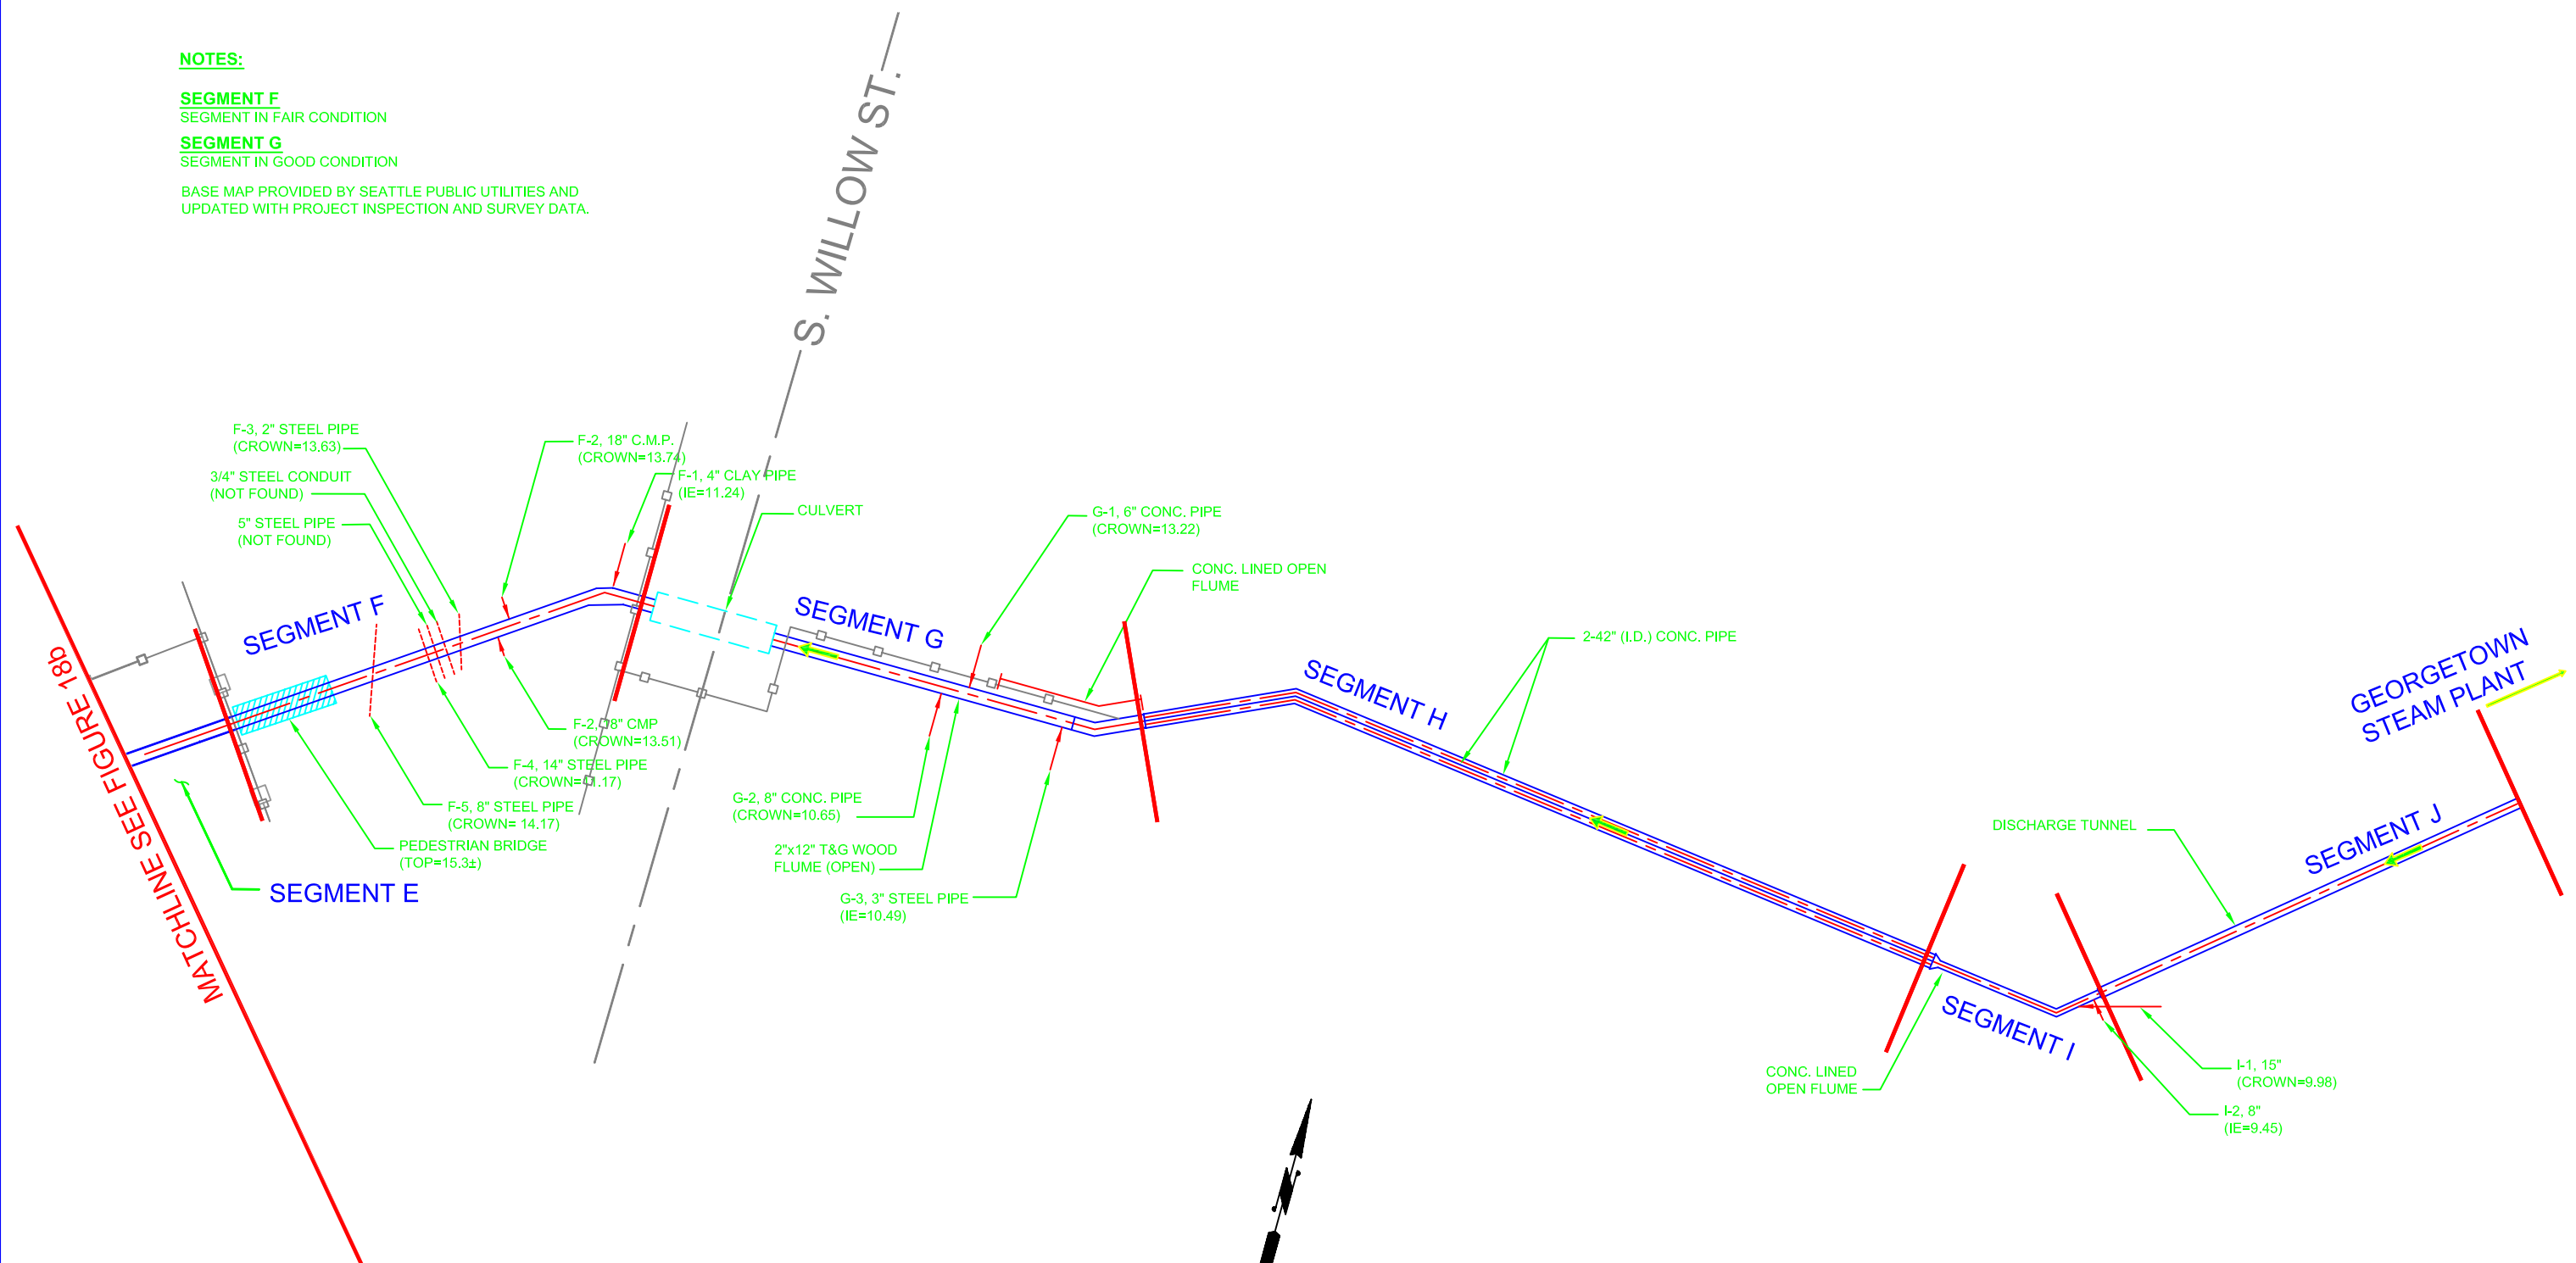 NOTES:
SEGMENT F
SEGMENT IN FAIR CONDITION
SEGMENT G
SEGMENT IN GOOD CONDITION
BASE MAP PROVIDED BY SEATTLE PUBLIC UTILITIES AND
UPDATED WITH PROJECT INSPECTION AND SURVEY DATA.
S. WILLOW ST.
F-3, 2" STEEL PIPE
(CROWN=13.63)
3/4" STEEL CONDUIT
(NOT FOUND)
5" STEEL PIPE
(NOT FOUND)
F-2, 18" C.M.P.
(CROWN=13.74)
F-1, 4" CLAY PIPE
(IE=11.24)
CULVERT
G-1, 6" CONC. PIPE
(CROWN=13.22)
CONC. LINED OPEN
FLUME
SEGMENT F
SEGMENT G
2-42" (I.D.) CONC. PIPE
SEGMENT H
GEORGETOWN
STEAM PLANT
MATCHLINE SEE FIGURE 18b
F-2, 18" CMP
(CROWN=13.51)
F-4, 14" STEEL PIPE
(CROWN=11.17)
F-5, 8" STEEL PIPE
(CROWN= 14.17)
PEDESTRIAN BRIDGE
(TOP=15.3±)
SEGMENT E
G-2, 8" CONC. PIPE
(CROWN=10.65)
2"x12" T&G WOOD
FLUME (OPEN)
G-3, 3" STEEL PIPE
(IE=10.49)
DISCHARGE TUNNEL
SEGMENT J
SEGMENT I
CONC. LINED
OPEN FLUME
I-1, 15"
(CROWN=9.98)
I-2, 8"
(IE=9.45)